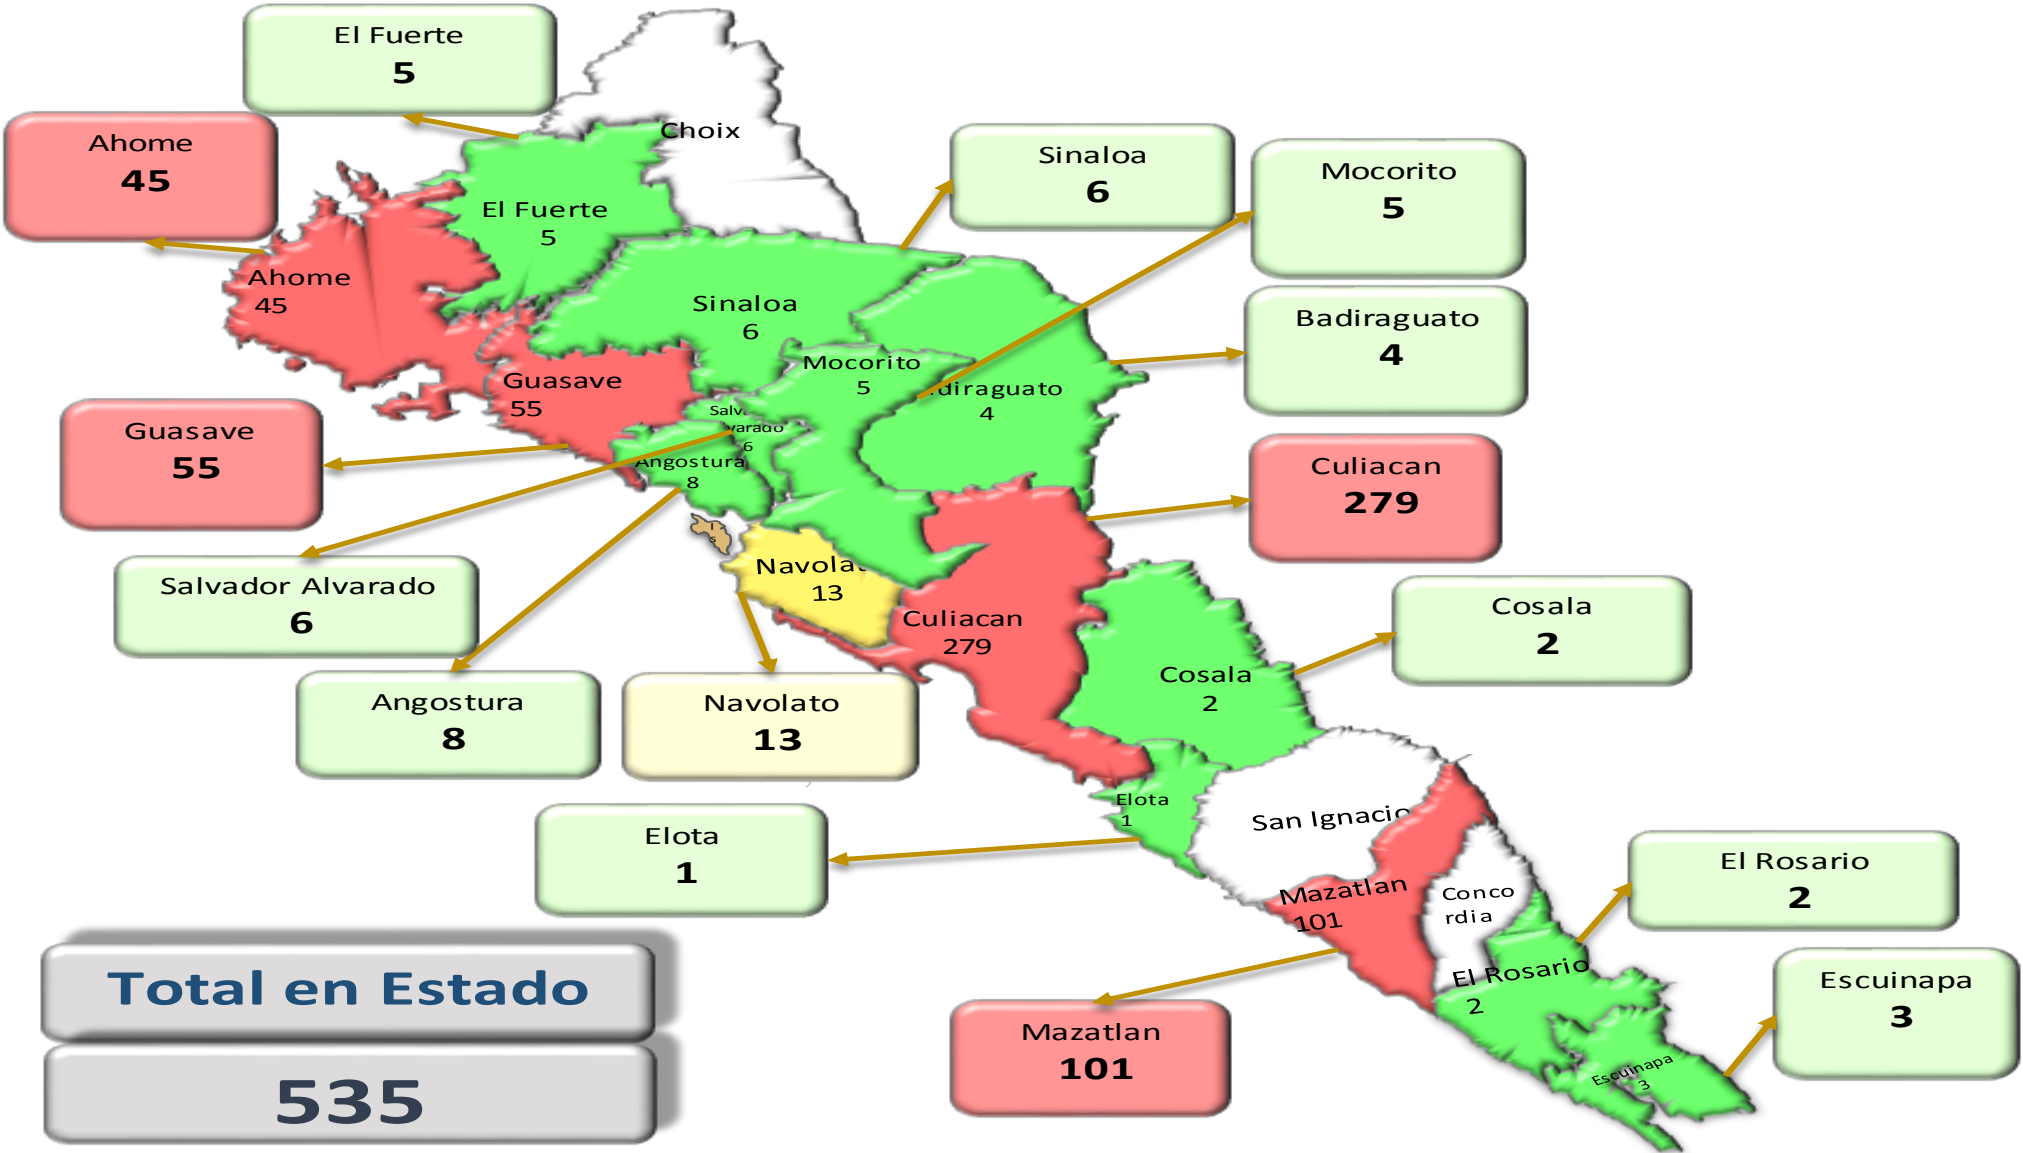 El Fuerte
5
Ahome
45
Choix
Sinaloa
6
Mocorito
5
El Fuerte
5
Ahome
45
Sinaloa
6
Badiraguato
4
Mocorito
5
diraguato
4
Guasave
55
Guasave
55
Salv
varado
6
Angostura
8
Culiacan
279
Salvador Alvarado
6
Navola
13
Culiacan
279
Cosala
2
Cosala
2
Angostura
8
Navolato
13
Elota
1
San Ignacio
Elota
1
Mazatlan
101
Conco
rdia
El Rosario
2
El Rosario
2
Escuinapa
3
Escuinapa
3
Mazatlan
101
Total en Estado
535